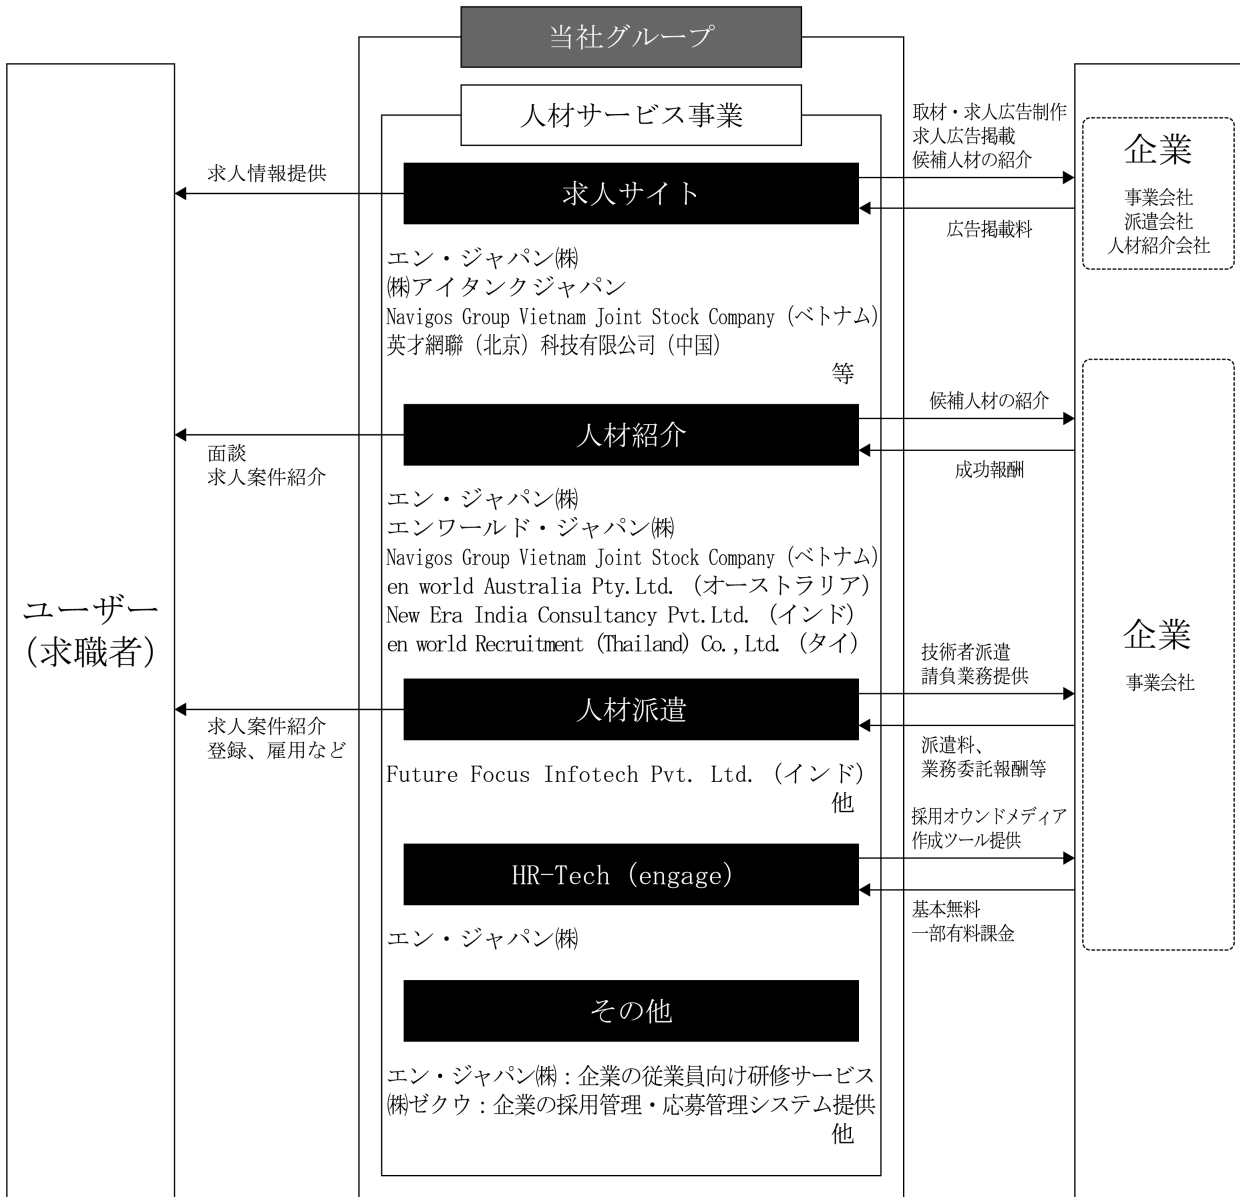 当社グループ
人材サービス事業
ユーザー
（求職者）
求人情報提供
求人サイト
取材・求人広告制作
求人広告掲載
候補人材の紹介
広告掲載料
企業
事業会社
派遣会社
人材紹介会社
エン・ジャパン㈱
㈱アイタンクジャパン
Navigos Group Vietnam Joint Stock Company（ベトナム）
英才網聯（北京）科技有限公司（中国）
等
面談
求人案件紹介
人材紹介
候補人材の紹介
成功報酬
エン・ジャパン㈱
エンワールド・ジャパン㈱
Navigos Group Vietnam Joint Stock Company（ベトナム）
en world Australia Pty.Ltd.（オーストラリア）
New Era India Consultancy Pvt.Ltd.（インド）
en world Recruitment (Thailand) Co.,Ltd.（タイ）
企業
事業会社
求人案件紹介
登録、雇用など
人材派遣
技術者派遣
請負業務提供
派遣料、
業務委託報酬等
Future Focus Infotech Pvt. Ltd.（インド）
他
HR-Tech（engage）
採用オウンドメディア
作成ツール提供
基本無料
一部有料課金
エン・ジャパン㈱
その他
エン・ジャパン㈱：企業の従業員向け研修サービス
㈱ゼクウ：企業の採用管理・応募管理システム提供
他